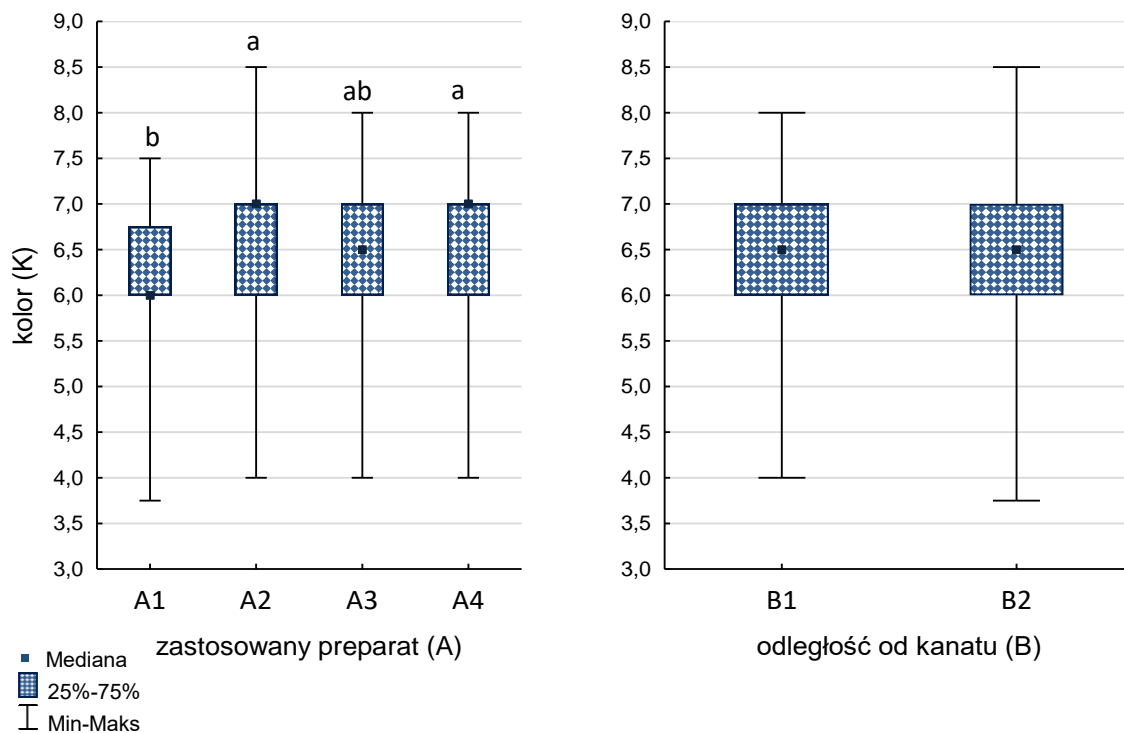 9,0
8,5
8,0
7,5
7,0
6,5
6,0
5,5
5,0
4,5
4,0
3,5
3,0
kolor (K)
b
a
ab
a
A1 A2 A3 A4
zastosowany preparat (A)
9,0
8,5
8,0
7,5
7,0
6,5
6,0
5,5
5,0
4,5
4,0
3,5
3,0
B1 B2
odległość od kanatu (B)
Mediana
25%-75%
Min-Maks